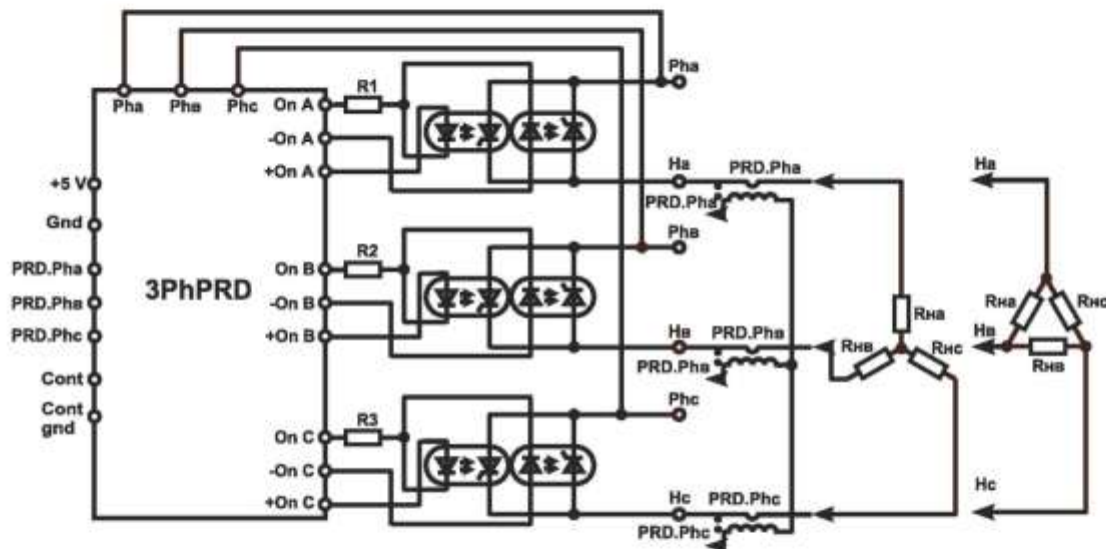 Pha
Phв
Phc
3PhPRD
+5 V
Gnd
PRD.Pha
PRD.Phв
PRD.Phc
Cont
Cont
gnd
On A
-On A
+On A
On B
-On B
+On B
On C
-On C
+On C
R1
R2
R3
Pha
Ha
PRD.Pha
PRD.Pha
Phв
Hв
PRD.Phв
PRD.Phв
Phc
Hc
PRD.Phc
PRD.Phc
Rна
Rнв
Rнс
Ha
Hв
Hc
Rна
Rнс
Rнв